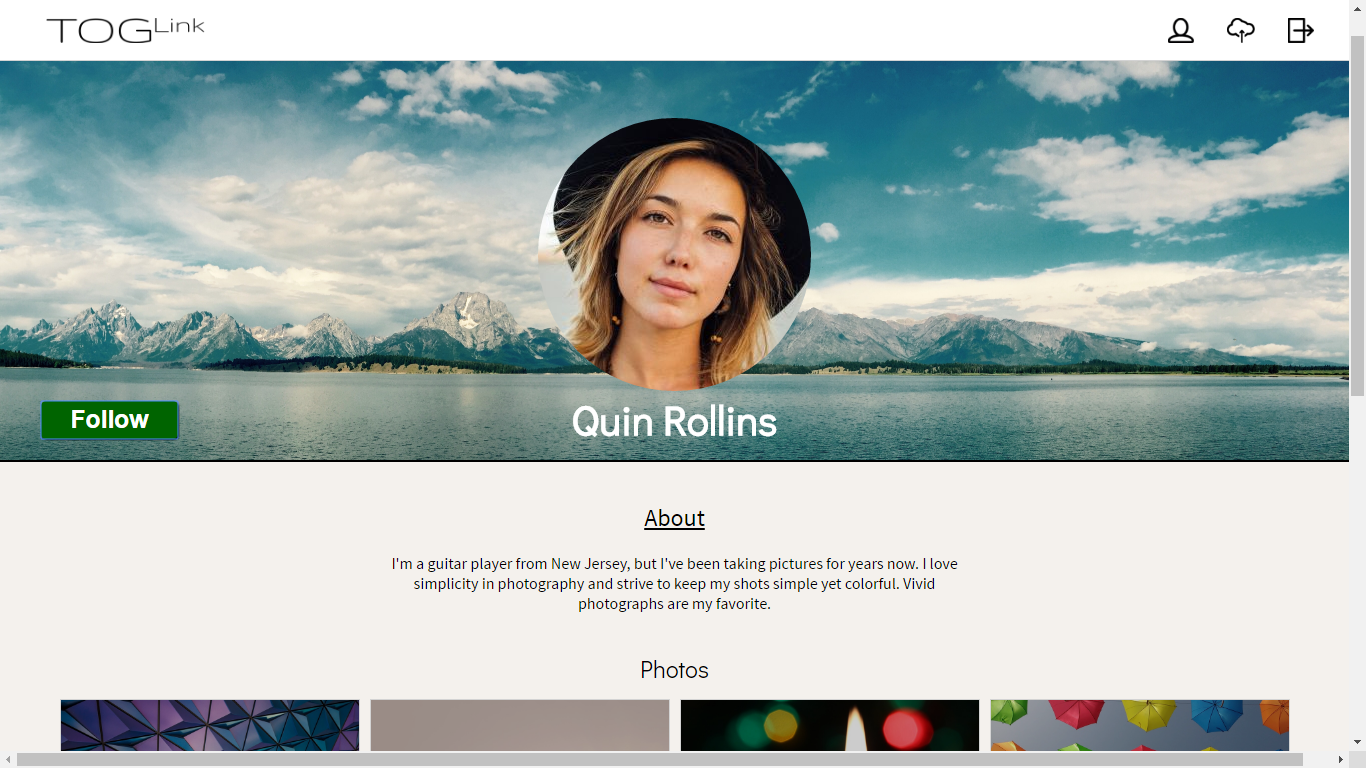 TOGLink
Follow
Quin Rollins
About
I'm a guitar player from New Jersey, but I've been taking pictures for years now. I love
simplicity in photography and strive to keep my shots simple yet colorful. Vivid
photographs are my favorite.
Photos